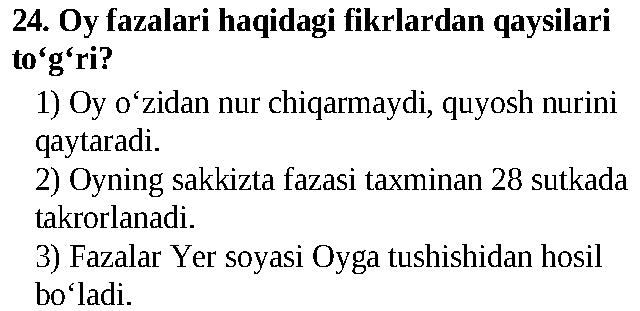 24. Oy fazalari haqidagi fikrlardan qaysilari
to‘g‘ri?
1) Oy o‘zidan nur chiqarmaydi, quyosh nurini
qaytaradi.
2) Oyning sakkizta fazasi taxminan 28 sutkada
takrorlanadi.
3) Fazalar Yer soyasi Oyga tushishidan hosil
bo‘ladi.